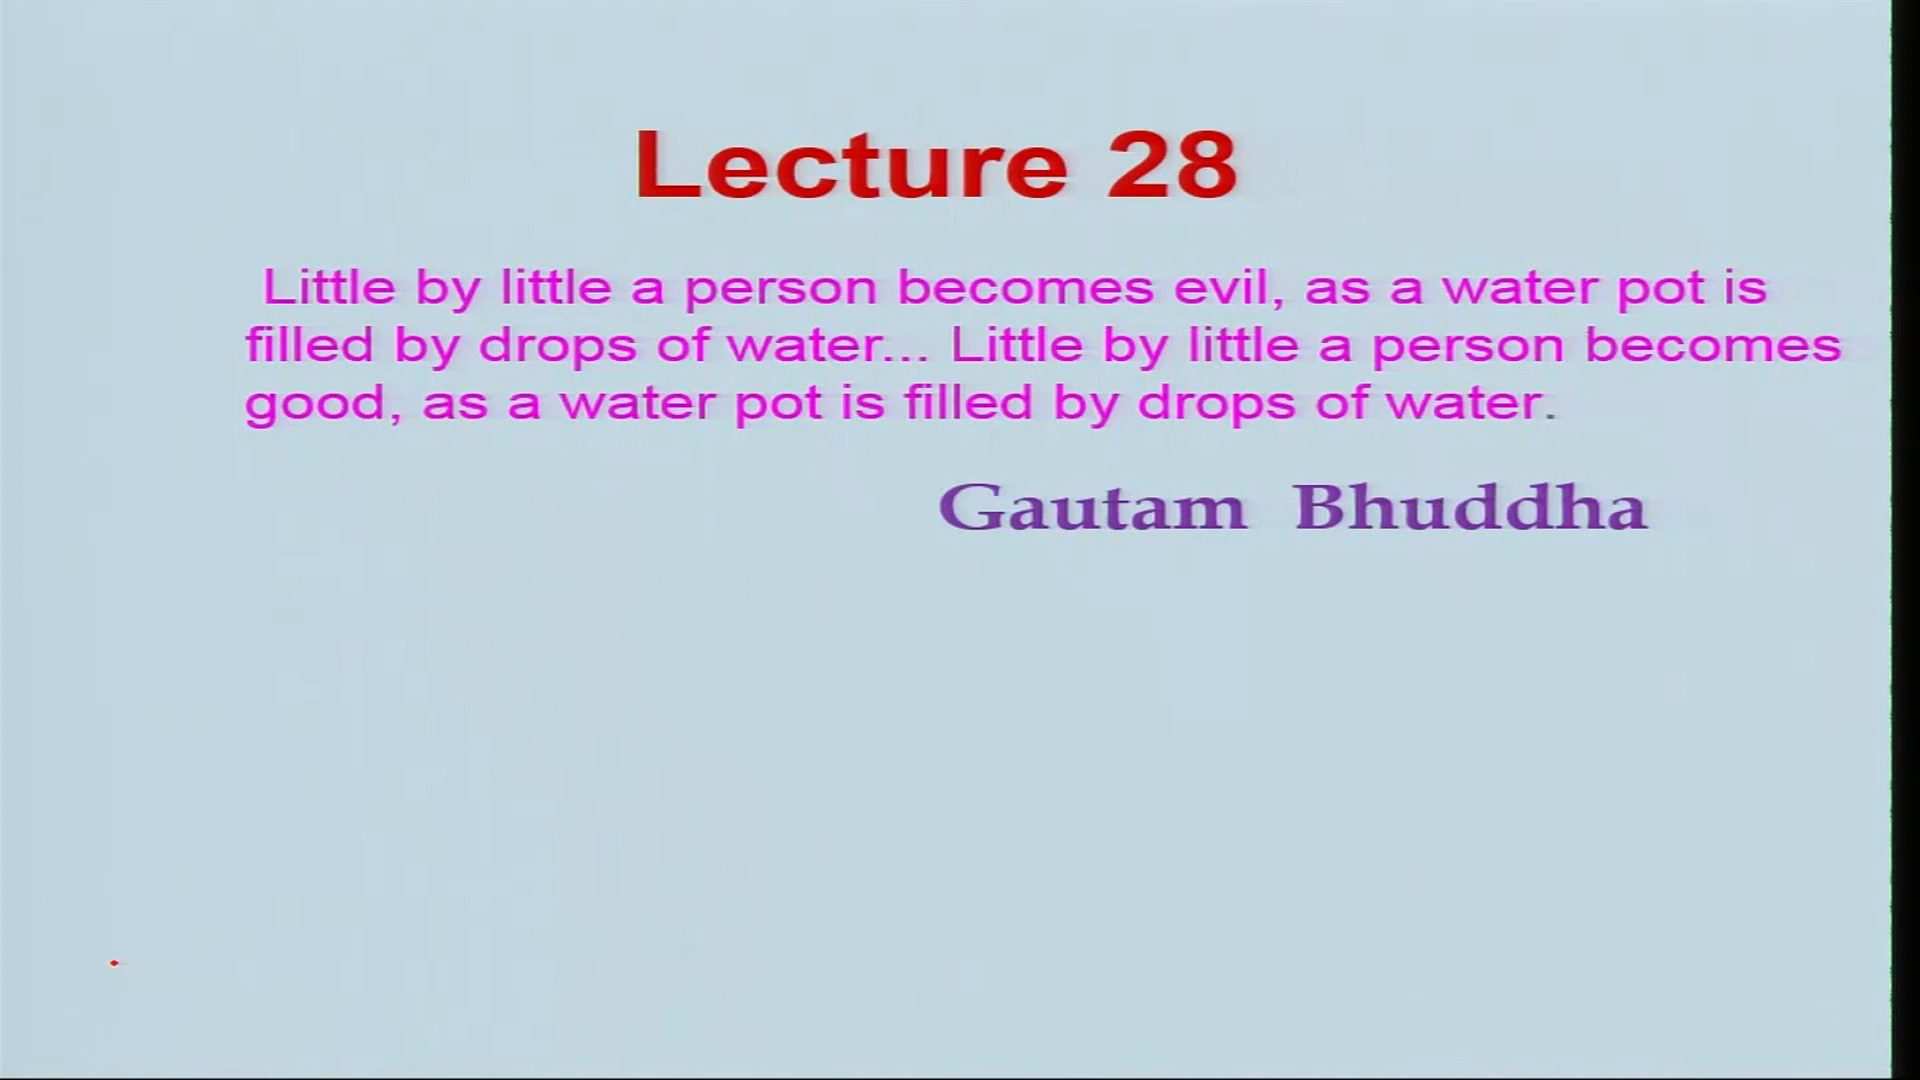 Lecture 28
Little by little a person becomes evil, as a water pot is
filled by drops of water... Little by little a person becomes
good, as a water pot is filled by drops of water.
Gautam Bhuddha